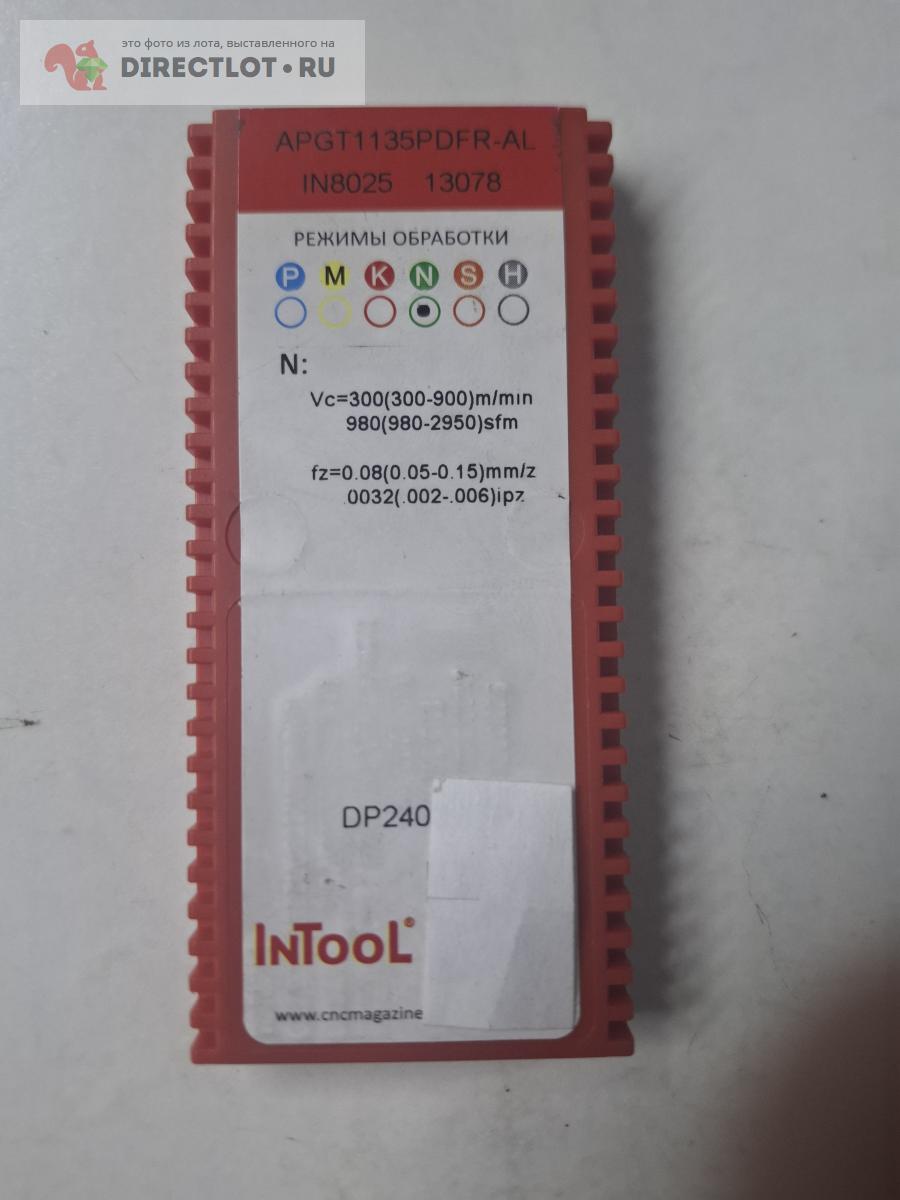 это фото из лота, выставленного на
DIRECTLOT.RU
APGT1135PDFR-AL
IN8025 13078
РЕЖИМЫ ОБРАБОТКИ
P M K N S H
N:
Vc=300(300-900)m/min
980(980-2950)sfm
fz=0.08(0.05-0.15)mm/z
.0032(.002-.006)ipz
DP240
INTOOL®
www.cncmagazine